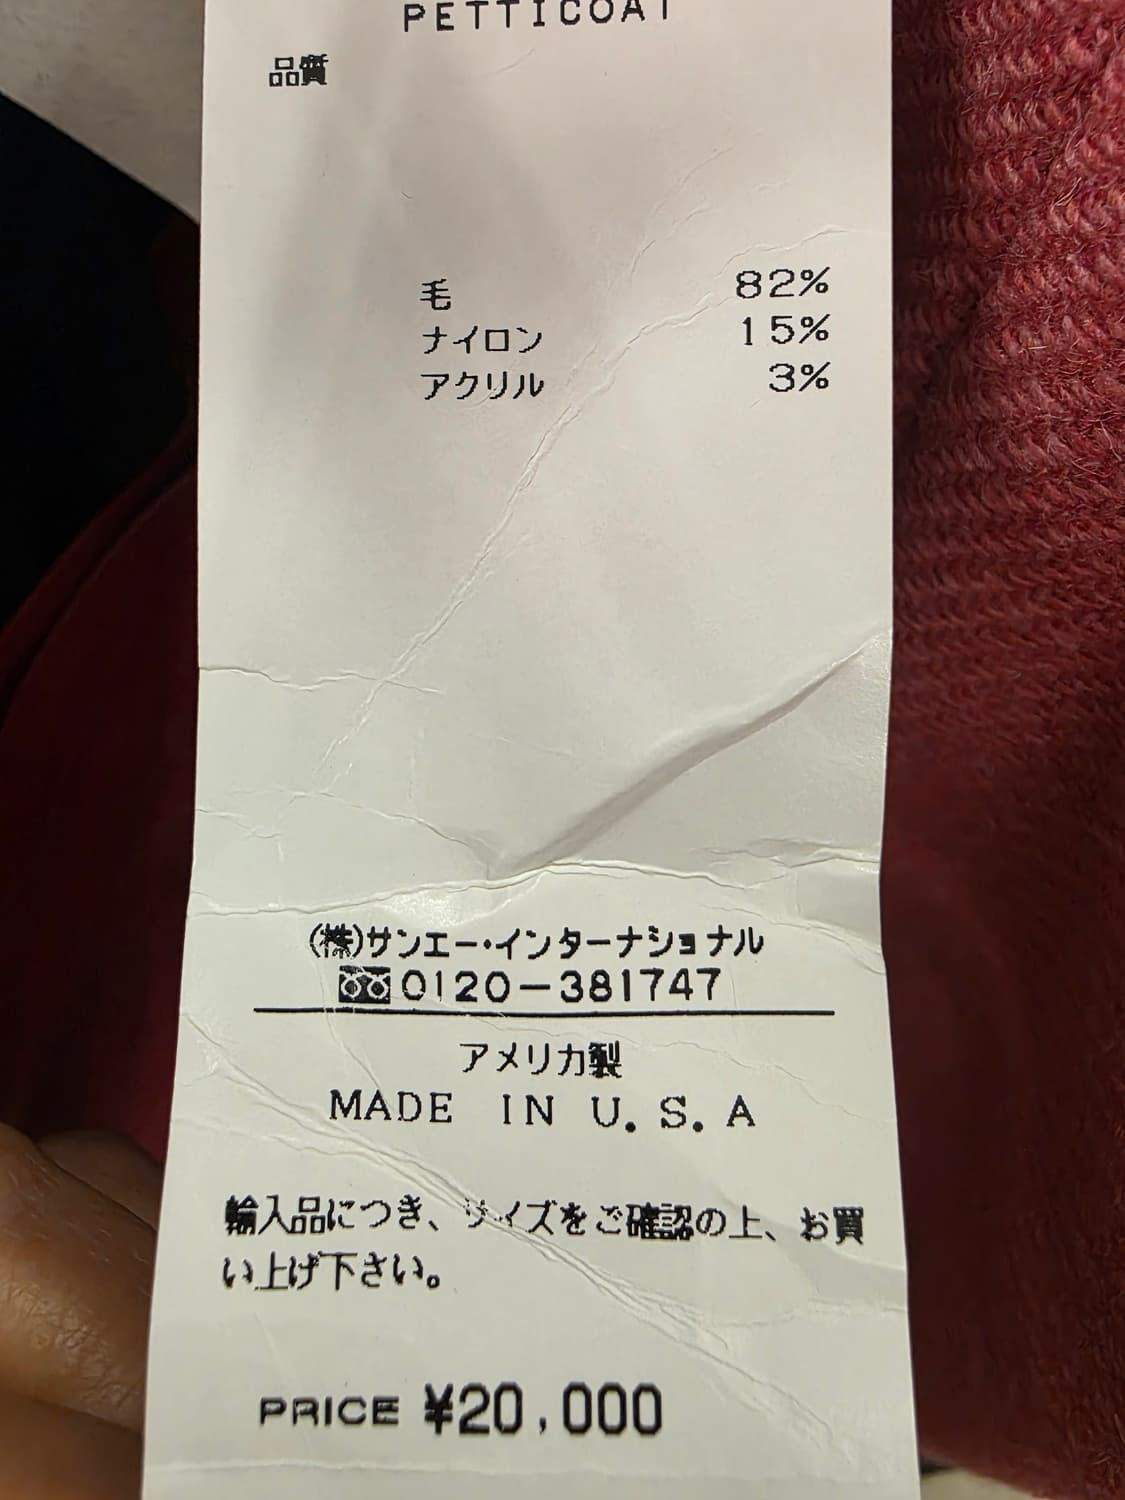 PETTICOAT
品質
毛 82%
ナイロン 15%
アクリル 3%
(株)サンエー・インターナショナル
0120-381747
アメリカ製
MADE IN U.S.A
輸入品につき、サイズをご確認の上、お買
い上げ下さい。
PRICE ¥20,000